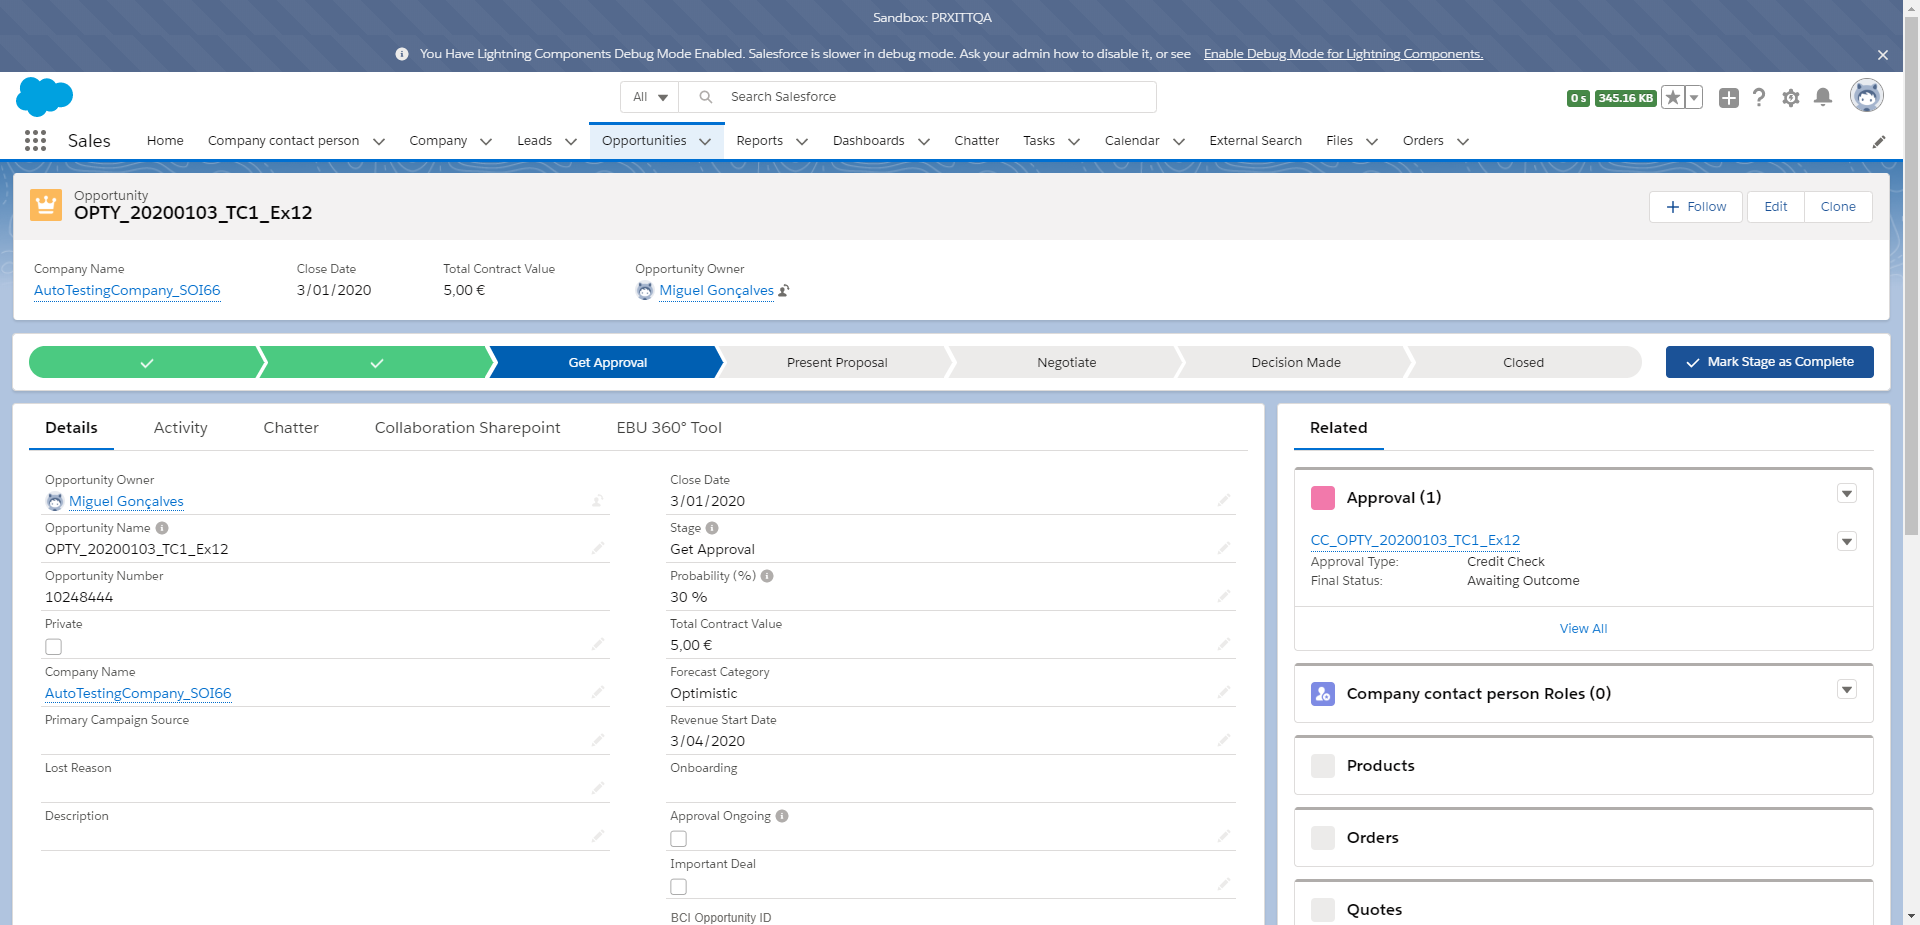 Sandbox: PRXITTQA
You Have Lightning Components Debug Mode Enabled. Salesforce is slower in debug mode. Ask your admin how to disable it, or see Enable Debug Mode for Lightning Components.
All Search Salesforce 0 s 345.16 KB
Sales Home Company contact person Company Leads Opportunities Reports Dashboards Chatter Tasks Calendar External Search Files Orders
Opportunity
OPTY_20200103_TC1_Ex12
Follow Edit Clone
Company Name Close Date Total Contract Value Opportunity Owner
AutoTestingCompany_SOI66 3/01/2020 5,00 € Miguel Gonçalves
Get Approval Present Proposal Negotiate Decision Made Closed Mark Stage as Complete
Details Activity Chatter Collaboration Sharepoint EBU 360° Tool
Opportunity Owner
Miguel Gonçalves
Opportunity Name
OPTY_20200103_TC1_Ex12
Opportunity Number
10248444
Private
Company Name
AutoTestingCompany_SOI66
Primary Campaign Source
Lost Reason
Description
Close Date
3/01/2020
Stage
Get Approval
Probability (%)
30 %
Total Contract Value
5,00 €
Forecast Category
Optimistic
Revenue Start Date
3/04/2020
Onboarding
Approval Ongoing
Important Deal
BCI Opportunity ID
Related
Approval (1)
CC_OPTY_20200103_TC1_Ex12
Approval Type: Credit Check
Final Status: Awaiting Outcome
View All
Company contact person Roles (0)
Products
Orders
Quotes